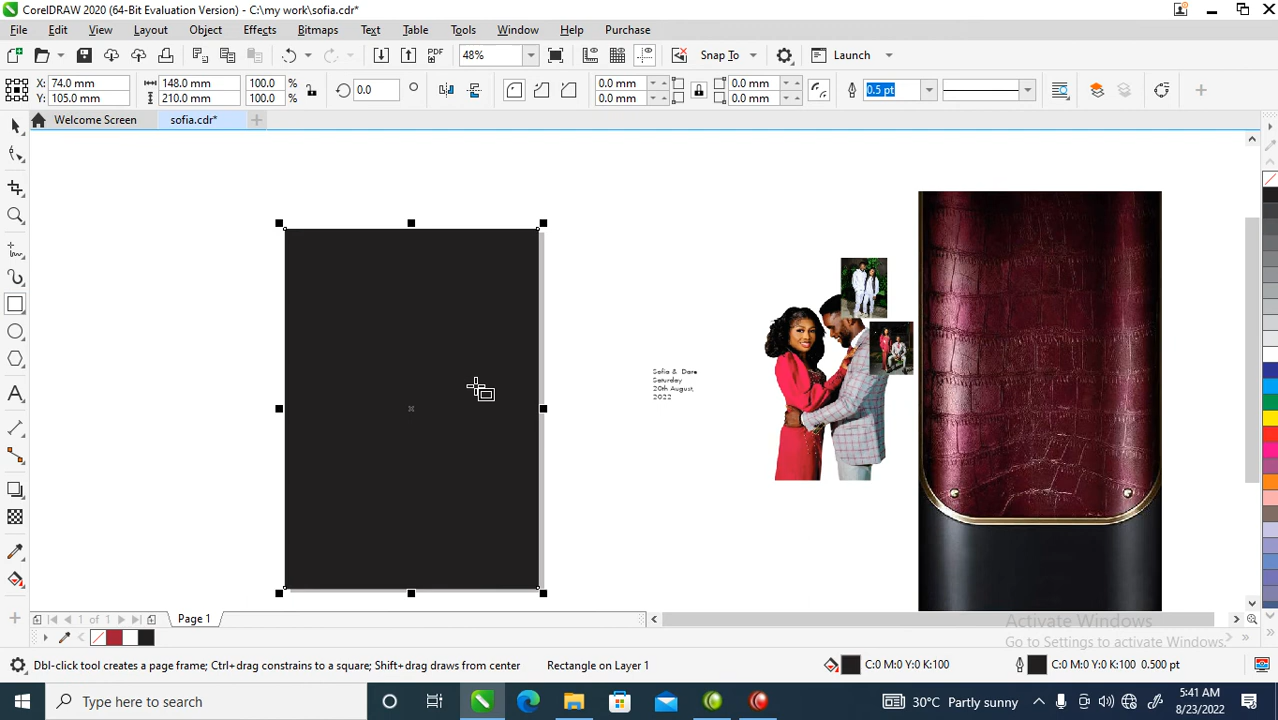 CorelDRAW 2020 (64-Bit Evaluation Version) - C:\my work\sofia.cdr*
File Edit View Layout Object Effects Bitmaps Text Table Tools Window Help Purchase
PDF 48% Snap To Launch
X: 74.0 mm 148.0 mm 100.0 % 0.0 0.0 mm 0.0 mm 0.5 pt
Y: 105.0 mm 210.0 mm 100.0 % 0.0 mm 0.0 mm
Welcome Screen sofia.cdr*
Sofia & Dare
Saturday
20th August,
2022
1 of 1 Page 1
Activate Windows
Go to Settings to activate Windows.
Dbl-click tool creates a page frame; Ctrl+drag constrains to a square; Shift+drag draws from center Rectangle on Layer 1 C:0 M:0 Y:0 K:100 C:0 M:0 Y:0 K:100 0.500 pt
Type here to search 30°C Partly sunny 5:41 AM
8/23/2022